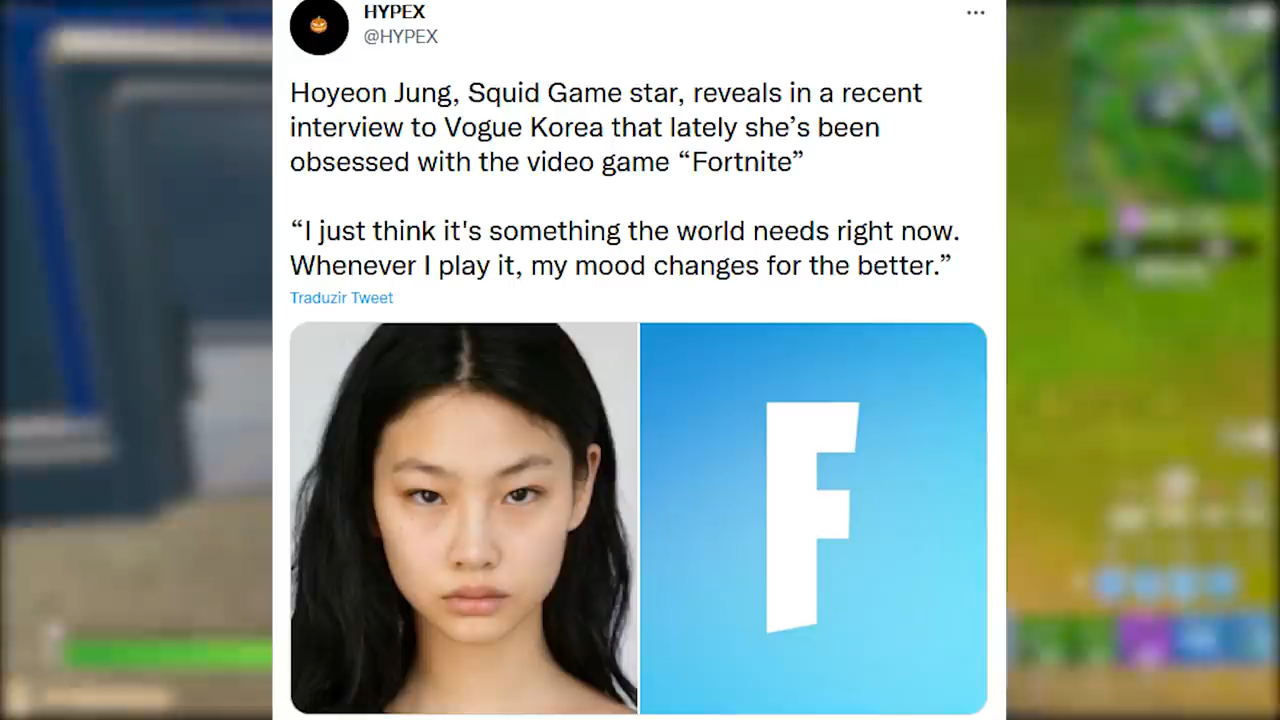 HYPEX
@HYPEX
Hoyeon Jung, Squid Game star, reveals in a recent
interview to Vogue Korea that lately she’s been
obsessed with the video game “Fortnite”
“I just think it's something the world needs right now.
Whenever I play it, my mood changes for the better.”
Traduzir Tweet
F